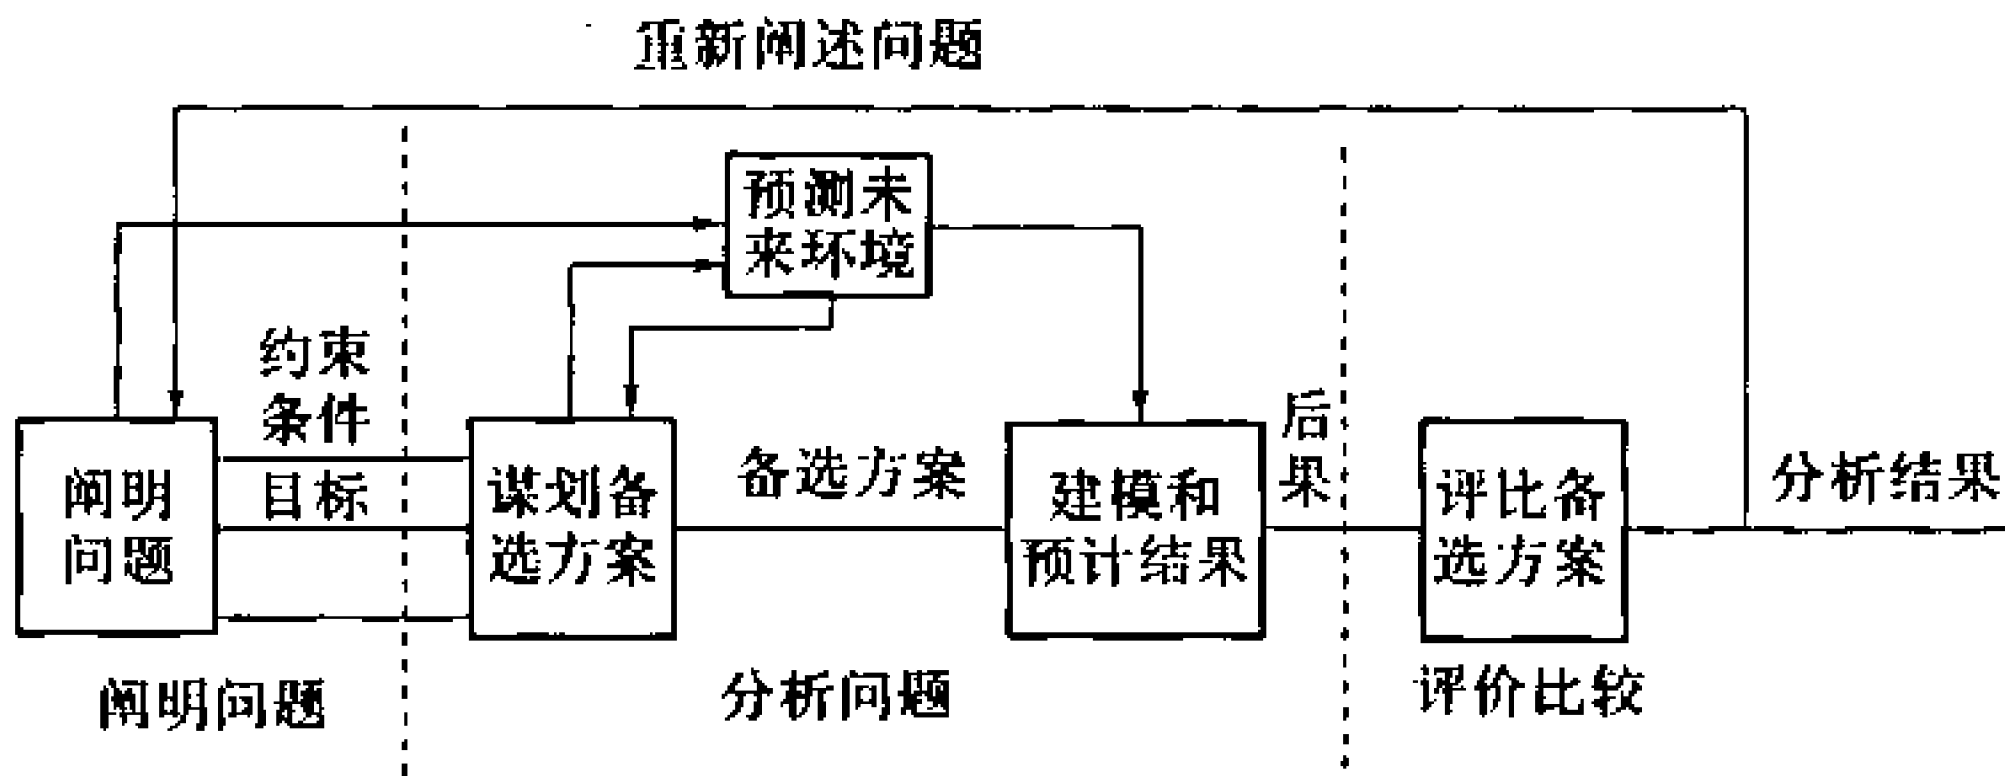 重新阐述问题
预测未
来环境
约束
条件
目标
阐明
问题
谋划备
选方案
备选方案
建模和
预计结果
后
果
评比备
选方案
分析结果
阐明问题
分析问题
评价比较